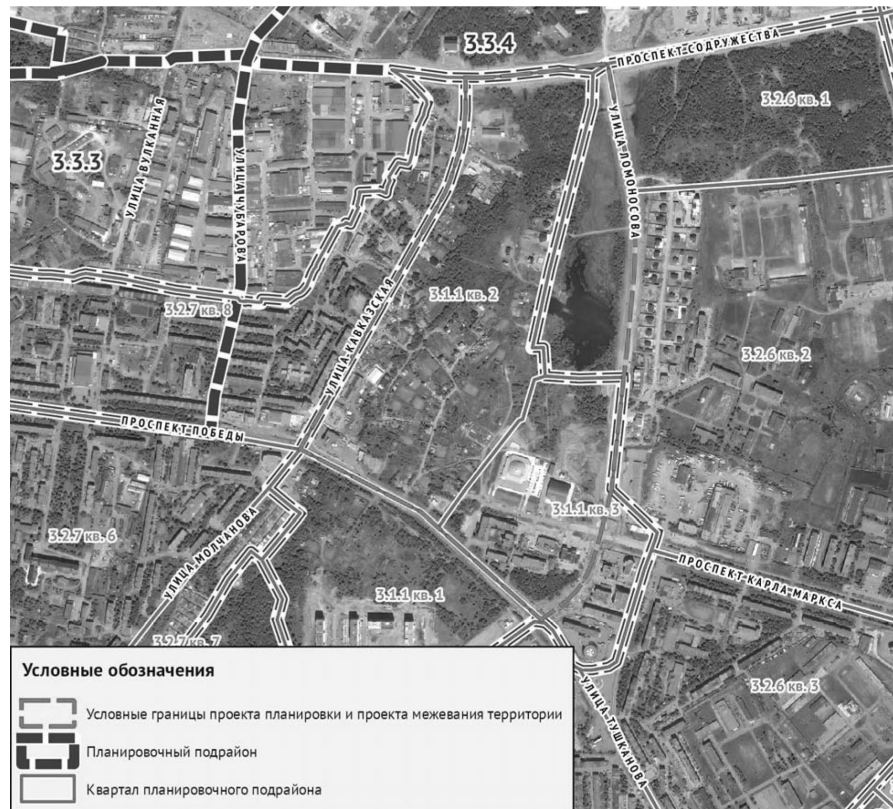 3.3.4
ПРОСПЕКТ СОДРУЖЕСТВА
3.2.6 кв. 1
УЛИЦА ВУЛКАННАЯ
3.3.3
УЛИЦА ЧУБАРОВА
УЛИЦА ЛОМОНОСОВА
3.2.7 кв. 8
3.1.1 кв. 2
УЛИЦА КАВКАЗСКАЯ
3.2.6 кв. 2
ПРОСПЕКТ ПОБЕДЫ
3.1.1 кв. 3
3.2.7 кв. 6
УЛИЦА МОЛЧАНОВА
ПРОСПЕКТ КАРЛА МАРКСА
3.1.1 кв. 1
3.2.7 кв. 7
3.2.6 кв. 3
УЛИЦА ТУШКАНОВА
Условные обозначения
Условные границы проекта планировки и проекта межевания территории
Планировочный подрайон
Квартал планировочного подрайона